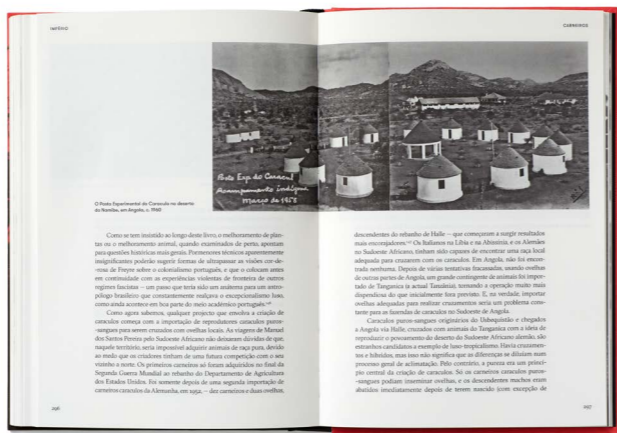 IMPÉRIO
CARNEIROS
Posto Exp. do Caracul
Acampamento indígena
Março de 1953
O Posto Experimental do Caraculo no deserto
do Namibe, em Angola, c. 1960
Como se tem insistido ao longo deste livro, o melhoramento de plan-
tas ou o melhoramento animal, quando examinados de perto, apontam
para questões históricas mais gerais. Pormenores técnicos aparentemente
insignificantes poderão sugerir formas de ultrapassar as visões cor-de-
-rosa de Freyre sobre o colonialismo português, e que o colocam antes
em continuidade com as experiências violentas de fronteira de outros
regimes fascistas — um passo que teria sido um anátema para um antro-
pólogo brasileiro que constantemente realçava o excepcionalismo luso,
como ainda acontece em boa parte do meio académico português.
Como agora sabemos, qualquer projeto que envolva a criação de
caraculos começa com a importação de reprodutores caraculos puros-
-sangues para serem cruzados com ovelhas locais. As viagens de Manuel
dos Santos Pereira pelo Sudoeste Africano não deixaram dúvidas de que,
naquele território, seria impossível adquirir animais de raça pura, devido
ao medo que os criadores tinham de uma futura competição com o seu
vizinho a norte. Os primeiros carneiros só foram adquiridos no final da
Segunda Guerra Mundial ao rebanho do Departamento de Agricultura
dos Estados Unidos. Foi somente depois de uma segunda importação de
carneiros caraculos da Alemanha, em 1952, — dez carneiros e duas ovelhas,
descendentes do rebanho de Halle — que começaram a surgir resultados
mais encorajadores. Os Italianos na Líbia e na Abissínia, e os Alemães
no Sudoeste Africano, tinham sido capazes de encontrar uma raça local
adequada para cruzarem com os caraculos. Em Angola, não foi encon-
trada nenhuma. Depois de várias tentativas fracassadas, usando ovelhas
de outras partes de Angola, um grande contingente de animais foi impor-
tado de Tanganica (a actual Tanzânia), tornando a operação muito mais
dispendiosa do que inicialmente fora previsto. E, na verdade, importar
ovelhas adequadas para realizar cruzamentos seria um problema cons-
tante para as fazendas de caraculos no Sudoeste de Angola.
Caraculos puros-sangues originários do Usbequistão e chegados
a Angola via Halle, cruzados com animais do Tanganica com a ideia de
reproduzir o povoamento do deserto do Sudoeste Africano alemão, são
estranhos candidatos a exemplo de luso-tropicalismo. Havia cruzamen-
tos e híbridos, mas isso não significa que as diferenças se diluíam num
processo geral de aclimatação. Pelo contrário, a pureza era um princí-
pio central da criação de caraculos. Só os carneiros caraculos puros-
-sangues podiam inseminar ovelhas, e os descendentes machos eram
abatidos imediatamente depois de terem nascido (com excepção de
296
297